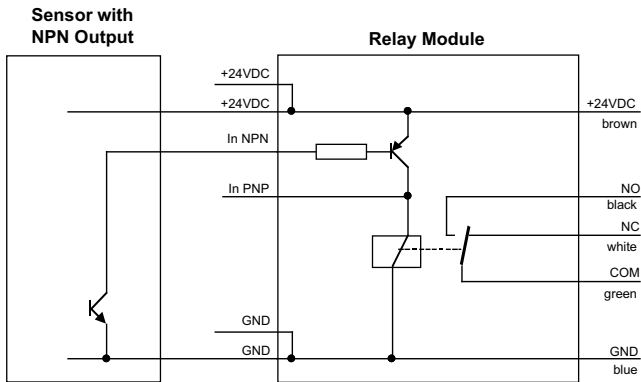 Sensor with
NPN Output
Relay Module
+24VDC
+24VDC
In NPN
In PNP
GND
GND
+24VDC
brown
NO
black
NC
white
COM
green
GND
blue